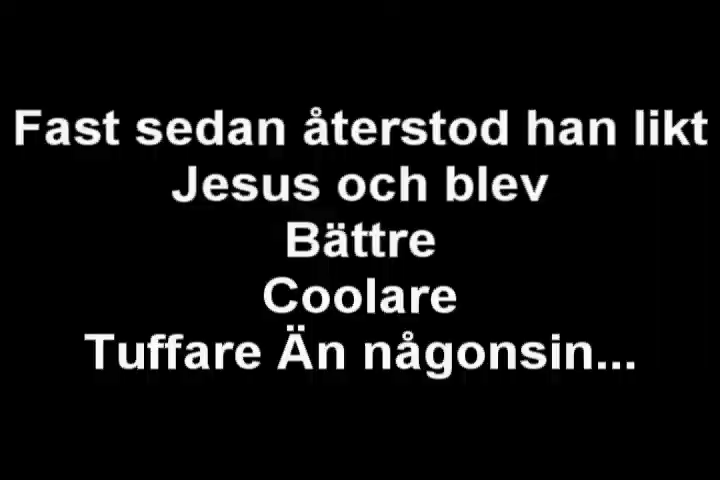 Fast sedan återstod han likt
Jesus och blev
Bättre
Coolare
Tuffare Än någonsin...